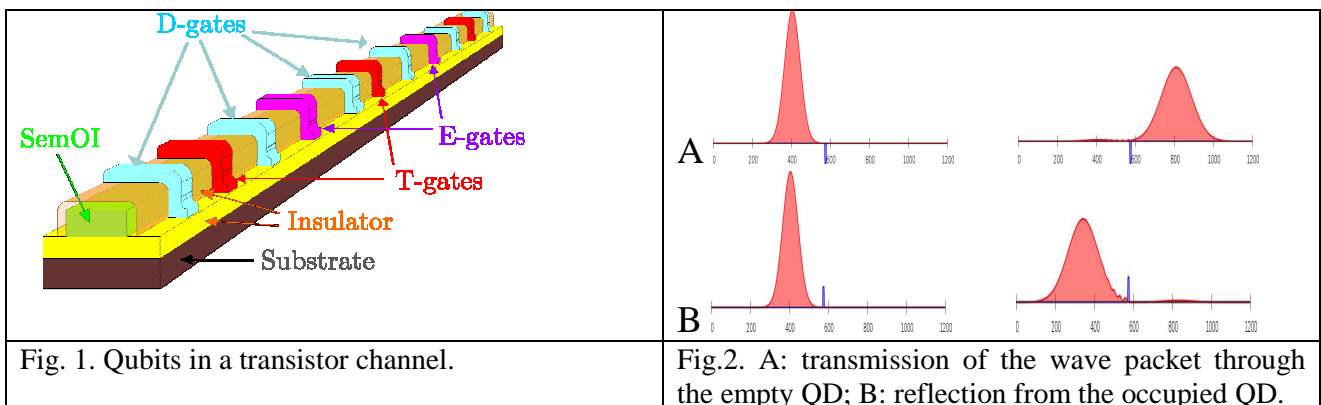 D-gates
SemOI
E-gates
T-gates
Insulator
Substrate
A
0 200 400 600 800 1000 1200
0 200 400 600 800 1000 1200
B
0 200 400 600 800 1000 1200
0 200 400 600 800 1000 1200
Fig. 1. Qubits in a transistor channel.
Fig.2. A: transmission of the wave packet through
the empty QD; B: reflection from the occupied QD.